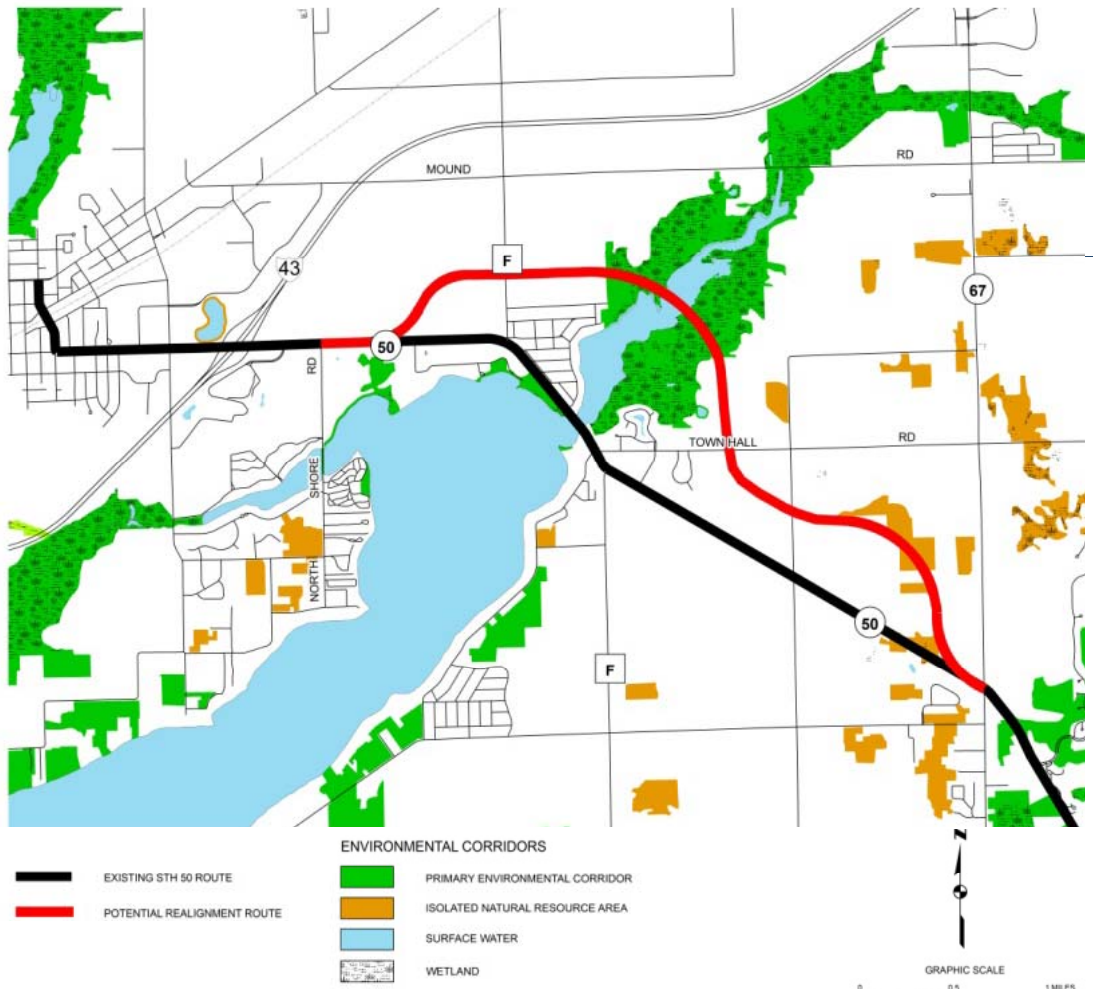 RD
MOUND
F
43
67
50
RD
TOWN HALL
RD
SHORE
NORTH
50
F
ENVIRONMENTAL CORRIDORS
EXISTING STH 50 ROUTE
PRIMARY ENVIRONMENTAL CORRIDOR
POTENTIAL REALIGNMENT ROUTE
ISOLATED NATURAL RESOURCE AREA
SURFACE WATER
WETLAND
N
GRAPHIC SCALE
0 0.5 1 MILES